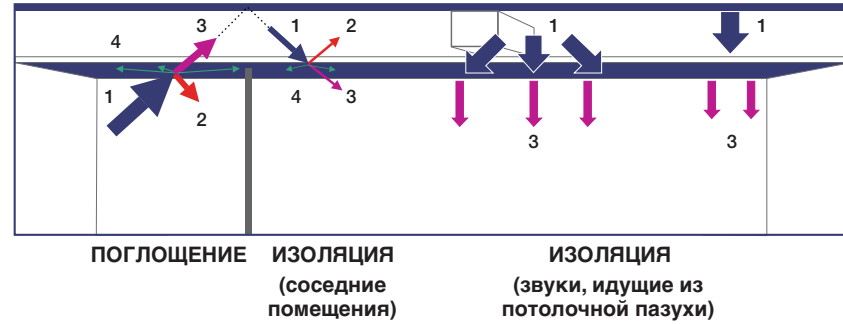 3 1 2 1 1
4
1 2 4 3 3 3
ПОГЛОЩЕНИЕ
ИЗОЛЯЦИЯ
(соседние
помещения)
ИЗОЛЯЦИЯ
(звуки, идущие из
потолочной пазухи)